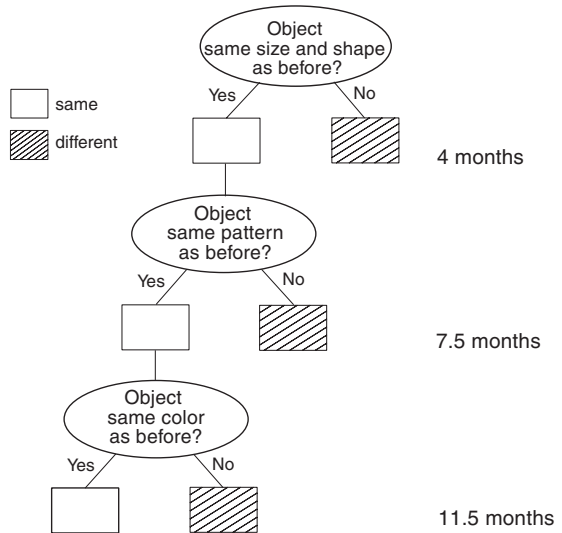 Object
same size and shape
as before?
Yes
No
same
different
4 months
Object
same pattern
as before?
Yes
No
7.5 months
Object
same color
as before?
Yes
No
11.5 months